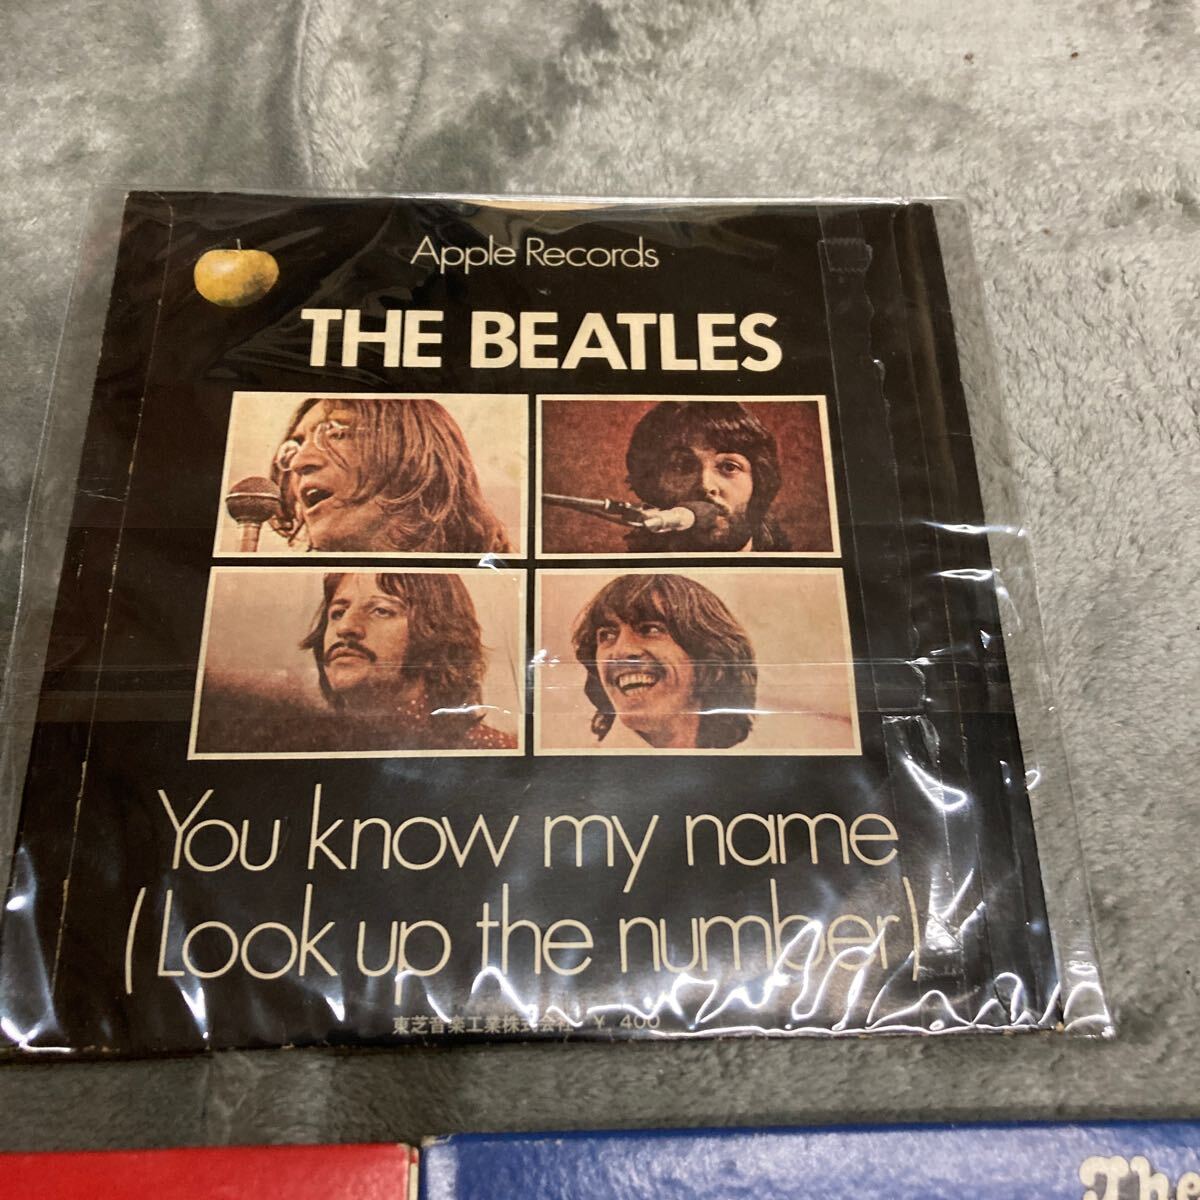 Apple Records
THE BEATLES
You know my name
(Look up the number)
東芝音楽工業株式会社 ¥ 400
The